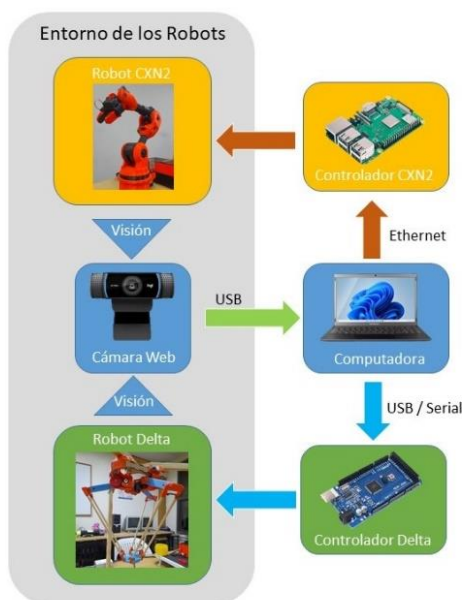 Entorno de los Robots
Robot CXN2
Controlador CXN2
Visión
Ethernet
USB
Cámara Web
Computadora
Visión
USB / Serial
Robot Delta
Controlador Delta